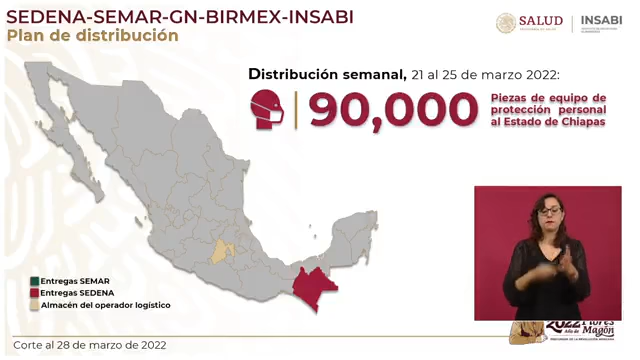 SEDENA-SEMAR-GN-BIRMEX-INSABI
Plan de distribución
SALUD
INSABI
Distribución semanal, 21 al 25 de marzo 2022:
90,000
Piezas de equipo de
protección personal
al Estado de Chiapas
Entregas SEMAR
Entregas SEDENA
Almacén del operador logístico
2022 Flores
Año de
Magón
Corte al 28 de marzo de 2022